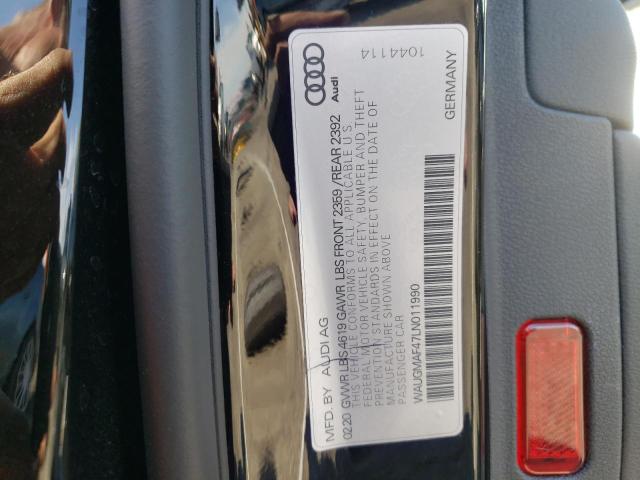 MFD. BY AUDI AG
Audi
1044114
02.20 GVWR LBS 4619 GAWR LBS FRONT 2359 / REAR 2392
THIS VEHICLE CONFORMS TO ALL APPLICABLE U.S.
FEDERAL MOTOR VEHICLE SAFETY, BUMPER AND THEFT
PREVENTION STANDARDS IN EFFECT ON THE DATE OF
MANUFACTURE SHOWN ABOVE
PASSENGER CAR
WAUGMAF47LN011990
GERMANY